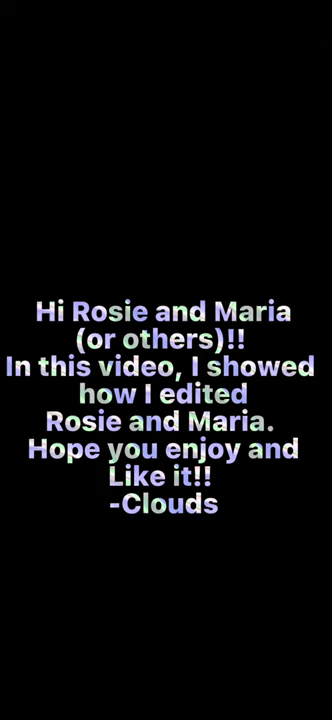 Hi Rosie and Maria
(or others)!!
In this video, I showed
how I edited
Rosie and Maria.
Hope you enjoy and
Like it!!
-Clouds